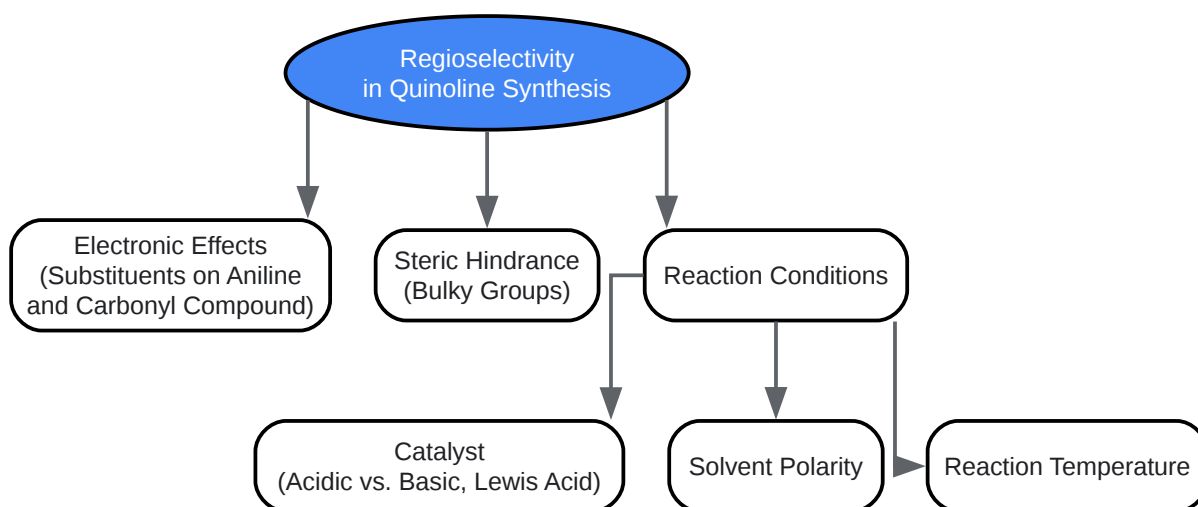 Regioselectivity
in Quinoline Synthesis
Electronic Effects
(Substituents on Aniline
and Carbonyl Compound)
Steric Hindrance
(Bulky Groups)
Reaction Conditions
Catalyst
(Acidic vs. Basic, Lewis Acid)
Solvent Polarity
Reaction Temperature